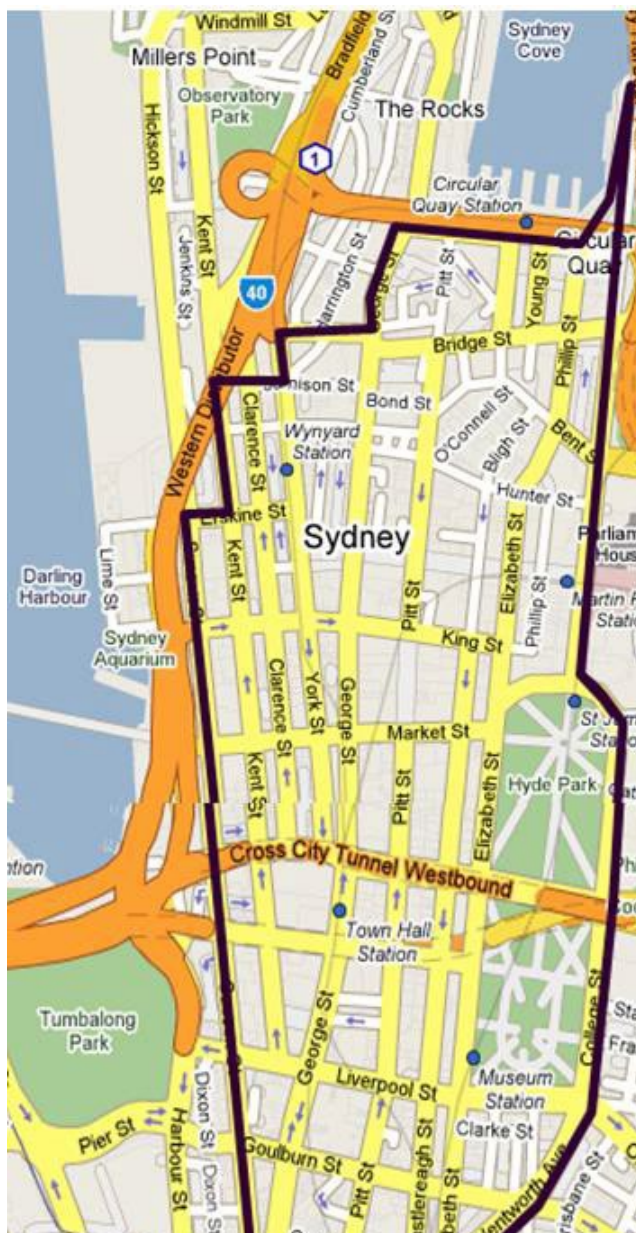 Windmill St
Bradfield
Cumberland St
Sydney
Cove
Millers Point
Observatory
Park
The Rocks
Hickson St
1
Circular
Quay Station
Kent St
Circular
Quay
Jenkins St
Harrington St
George St
Pitt St
Young St
Phillip St
40
Bridge St
Western Distributor
Jamison St
Bond St
Clarence St
Wynyard
Station
O'Connell St
Bligh St
Bent St
Hunter St
Erskine St
Sydney
Elizabeth St
Kent St
Lime St
Darling
Harbour
Pitt St
Phillip St
Sydney
Aquarium
King St
Clarence St
York St
George St
Market St
Kent St
Pitt St
Elizabeth St
Hyde Park
Cross City Tunnel Westbound
Town Hall
Station
Tumbalong
Park
George St
College St
Liverpool St
Museum
Station
Dixon St
Clarke St
Pier St
Harbour St
Dixon St
Goulburn St
Pitt St